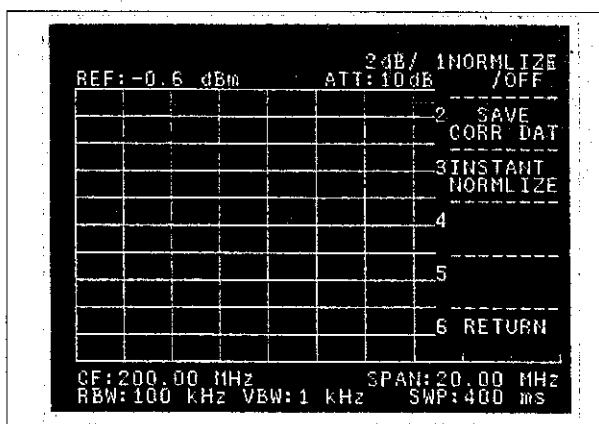 2dB/ 1NORMLIZE
REF:-0.6 dBm ATT:10dB /OFF
2 SAVE
CORR DAT
3INSTANT
NORMLIZE
4
5
6 RETURN
CF:200.00 MHz SPAN:20.00 MHz
RBW:100 kHz VBW:1 kHz SWP:400 ms